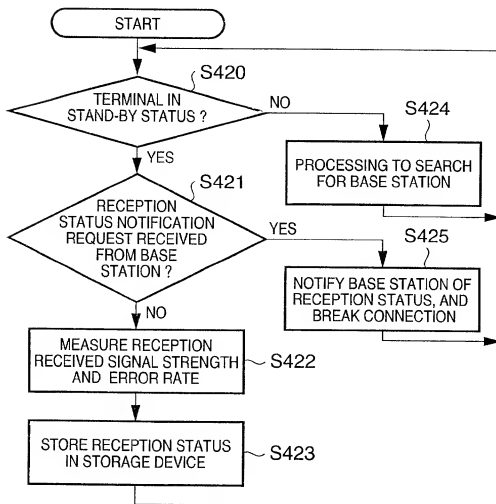 START
S420
TERMINAL IN
STAND-BY STATUS ?
NO
S424
PROCESSING TO SEARCH
FOR BASE STATION
YES
S421
RECEPTION
STATUS NOTIFICATION
REQUEST RECEIVED
FROM BASE
STATION ?
YES
S425
NOTIFY BASE STATION OF
RECEPTION STATUS, AND
BREAK CONNECTION
NO
MEASURE RECEPTION
RECEIVED SIGNAL STRENGTH
AND ERROR RATE
S422
STORE RECEPTION STATUS
IN STORAGE DEVICE
S423